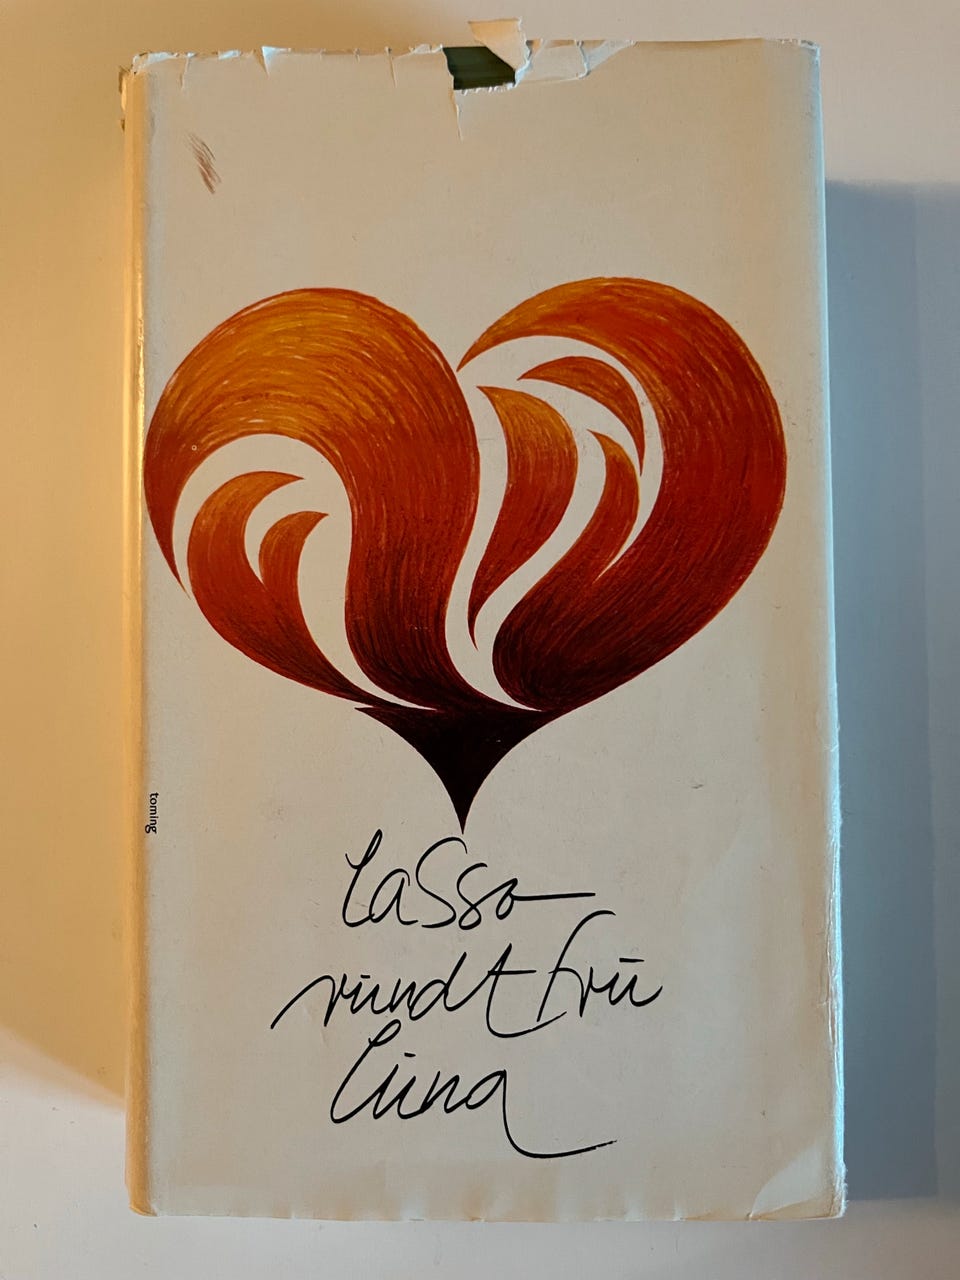 Lasso
rundt fru
Luna
toming